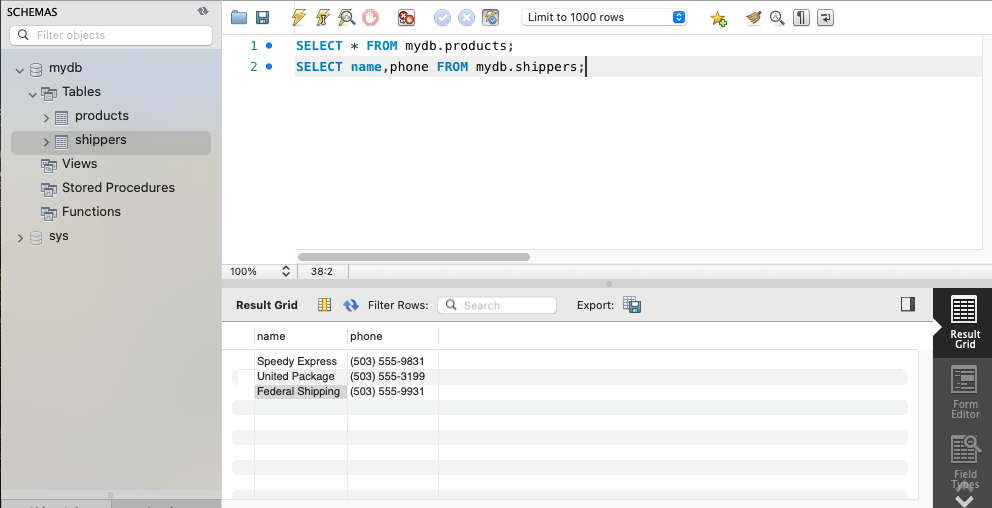 SCHEMAS
Filter objects
mydb
Tables
products
shippers
Views
Stored Procedures
Functions
sys
Limit to 1000 rows
1 SELECT * FROM mydb.products;
2 SELECT name,phone FROM mydb.shippers;
100% 38:2
Result Grid Filter Rows: Search Export:
name phone
Speedy Express (503) 555-9831
United Package (503) 555-3199
Federal Shipping (503) 555-9931
Result
Grid
Form
Editor
Field
Types